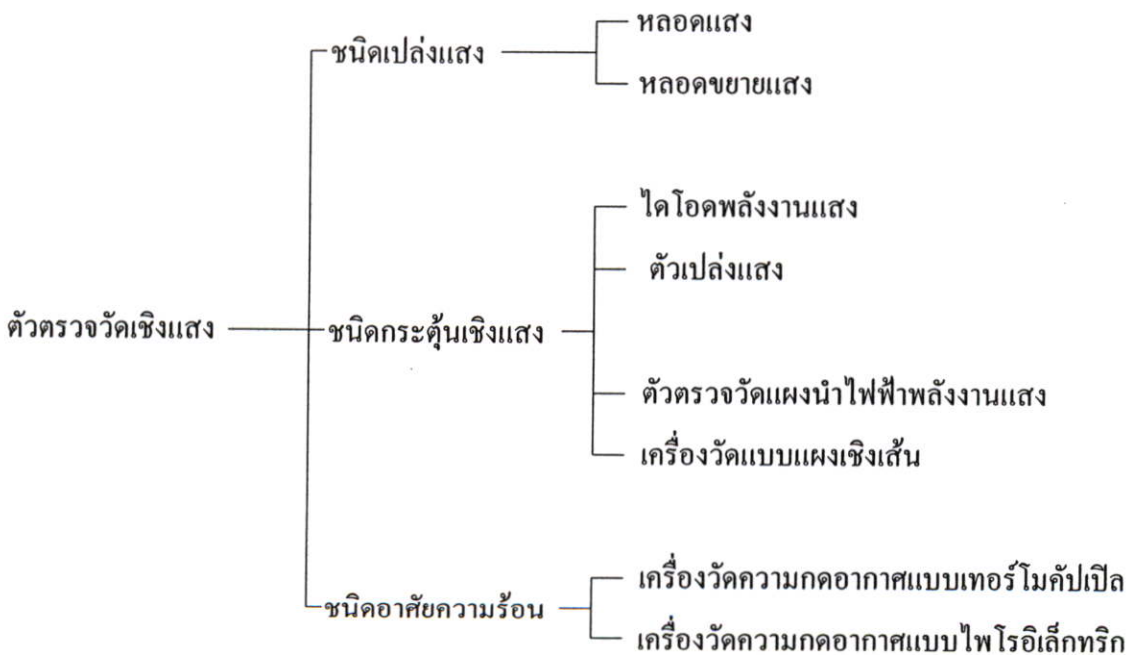 ตัวตรวจวัดเชิงแสง
ชนิดเปล่งแสง
หลอดแสง
หลอดขยายแสง
ชนิดกระตุ้นเชิงแสง
ไดโอดพลังงานแสง
ตัวเปล่งแสง
ตัวตรวจวัดแผงนำไฟฟ้าพลังงานแสง
เครื่องวัดแบบแผงเชิงเส้น
ชนิดอาศัยความร้อน
เครื่องวัดความกดอากาศแบบเทอร์โมคัปเปิล
เครื่องวัดความกดอากาศแบบไพโรอิเล็กทริก